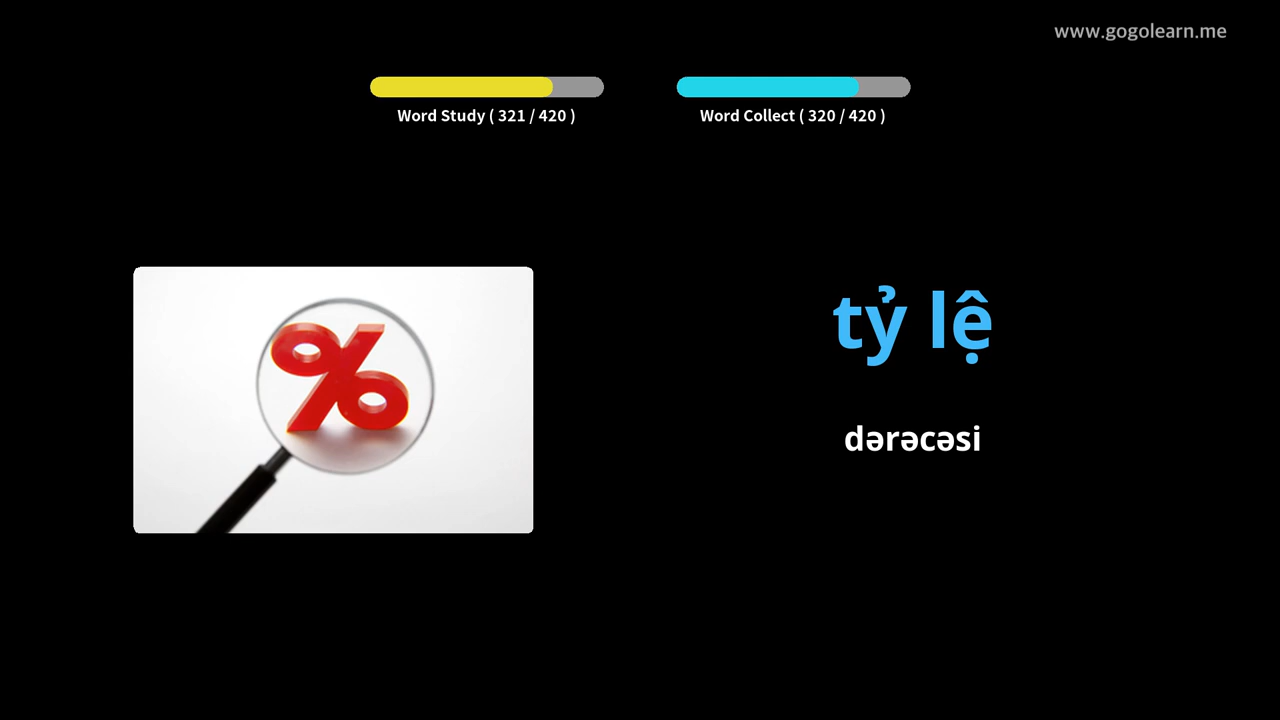 www.gogolearn.me
Word Study ( 321 / 420 )
Word Collect ( 320 / 420 )
%
tỷ lệ
dərəcəsi